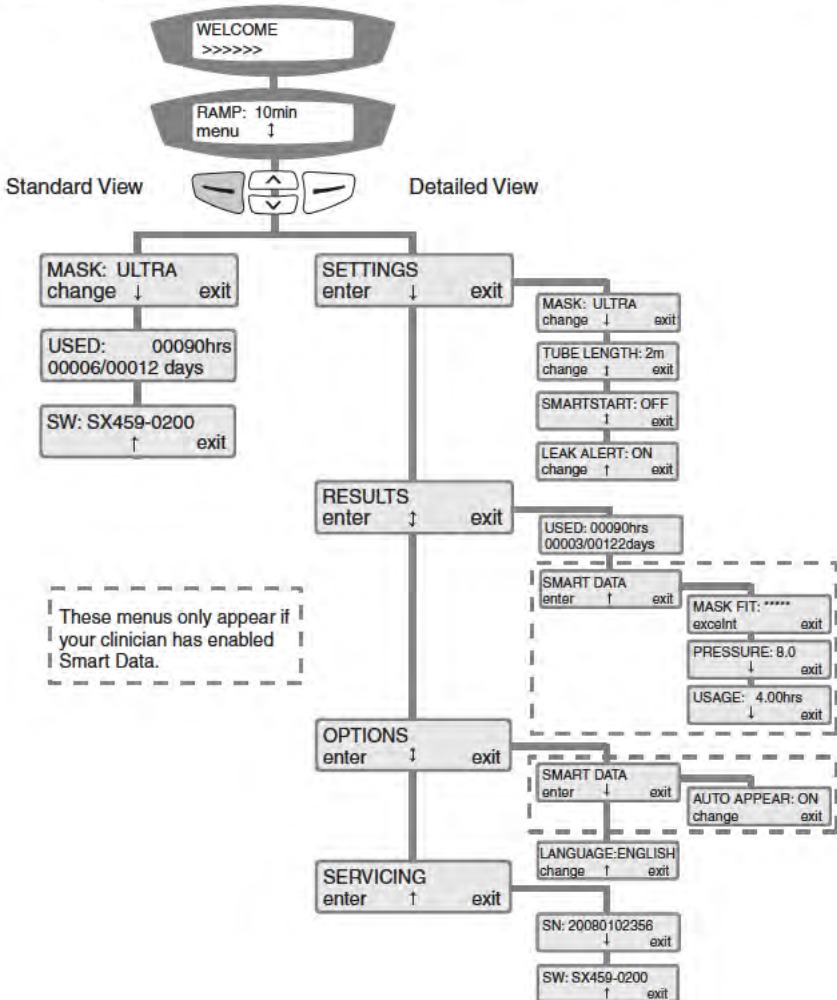 WELCOME
>>>>>>
RAMP: 10min
menu ↕
Standard View
Detailed View
MASK: ULTRA
change ↓ exit
USED: 00090hrs
00006/00012 days
SW: SX459-0200
↑ exit
SETTINGS
enter ↓ exit
MASK: ULTRA
change ↓ exit
TUBE LENGTH: 2m
change ↕ exit
SMARTSTART: OFF
↕ exit
LEAK ALERT: ON
change ↑ exit
RESULTS
enter ↕ exit
USED: 00090hrs
00003/00122days
SMART DATA
enter ↑ exit
MASK FIT: *****
excelnt exit
PRESSURE: 8.0
↓ exit
USAGE: 4.00hrs
↓ exit
These menus only appear if
your clinician has enabled
Smart Data.
OPTIONS
enter ↕ exit
SMART DATA
enter ↓ exit
AUTO APPEAR: ON
change exit
LANGUAGE:ENGLISH
change ↑ exit
SERVICING
enter ↑ exit
SN: 20080102356
↓ exit
SW: SX459-0200
↑ exit